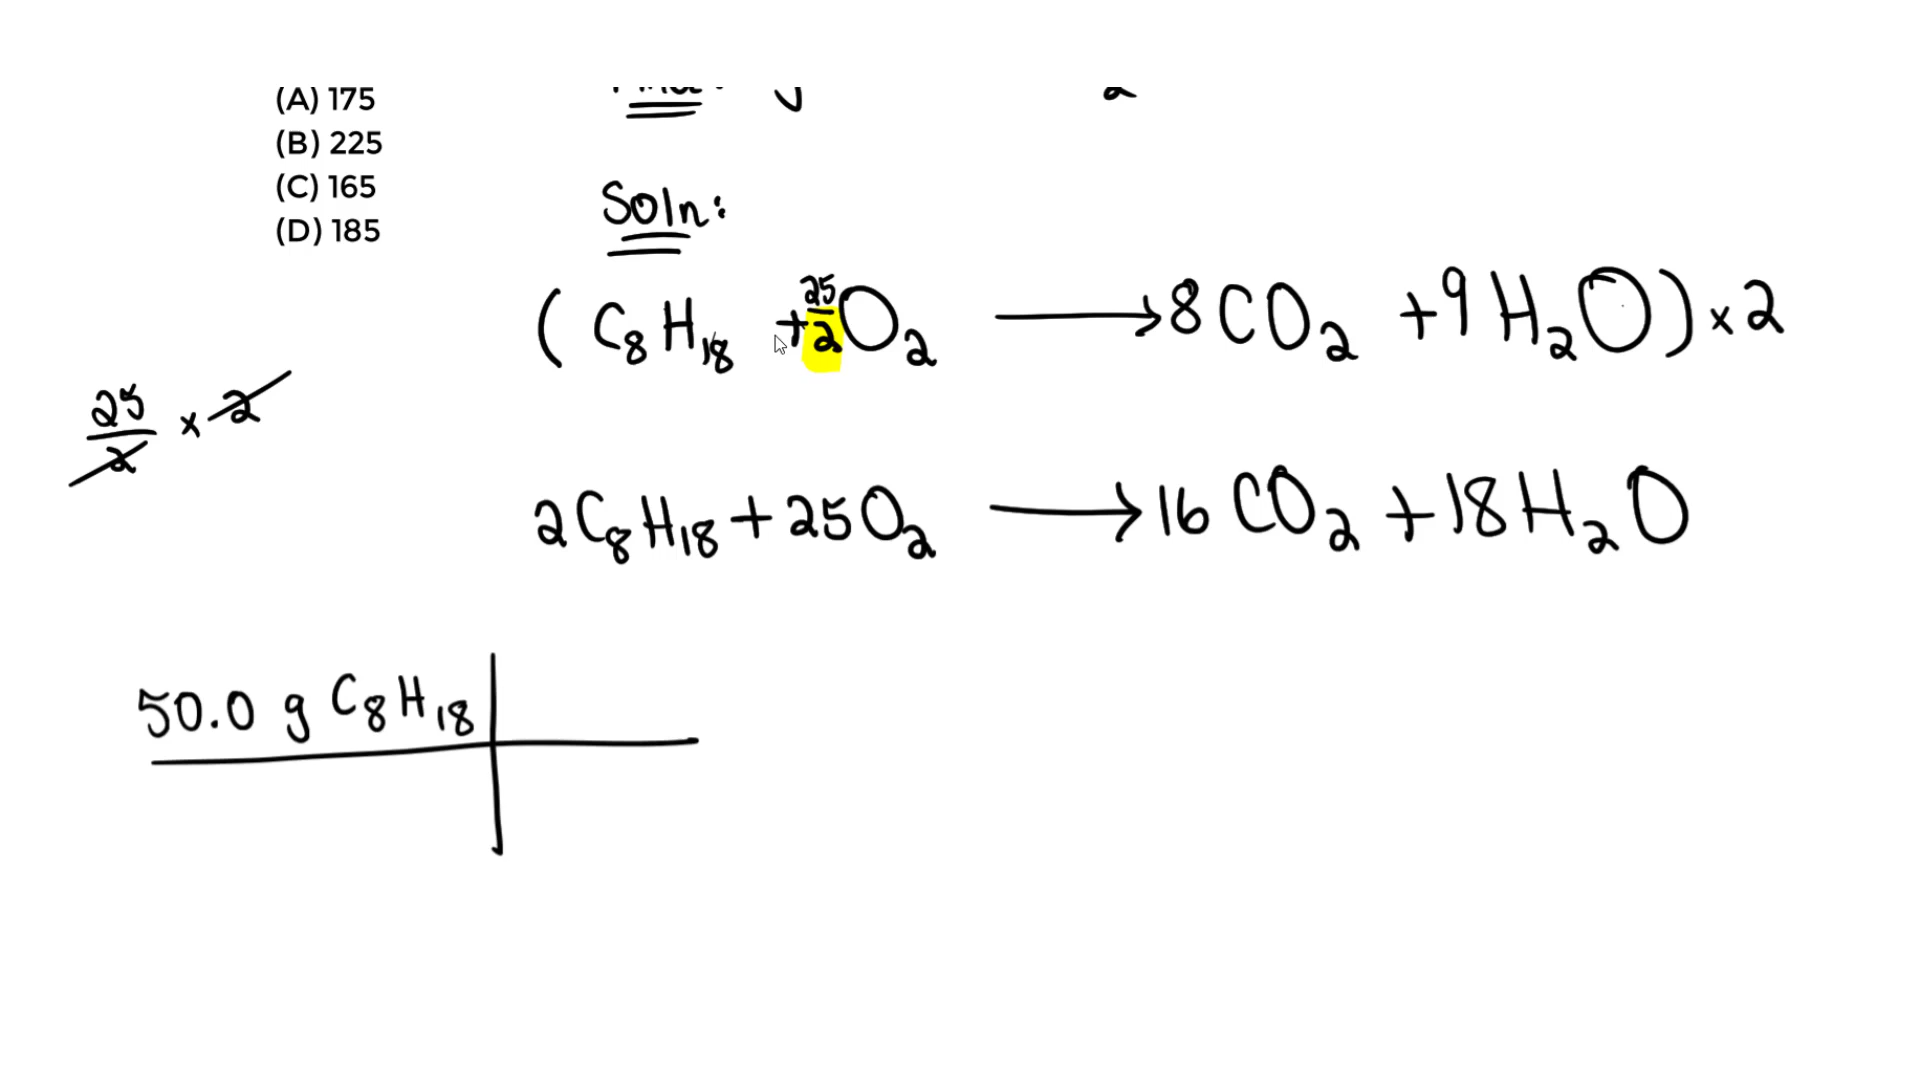 (A) 175
(B) 225
(C) 165
(D) 185
Soln:
( C₈H₁₈ + 25/2 O₂ ⟶ 8CO₂ + 9H₂O) × 2
25/2 × 2
2C₈H₁₈ + 25O₂ ⟶ 16CO₂ + 18H₂O
50.0 g C₈H₁₈